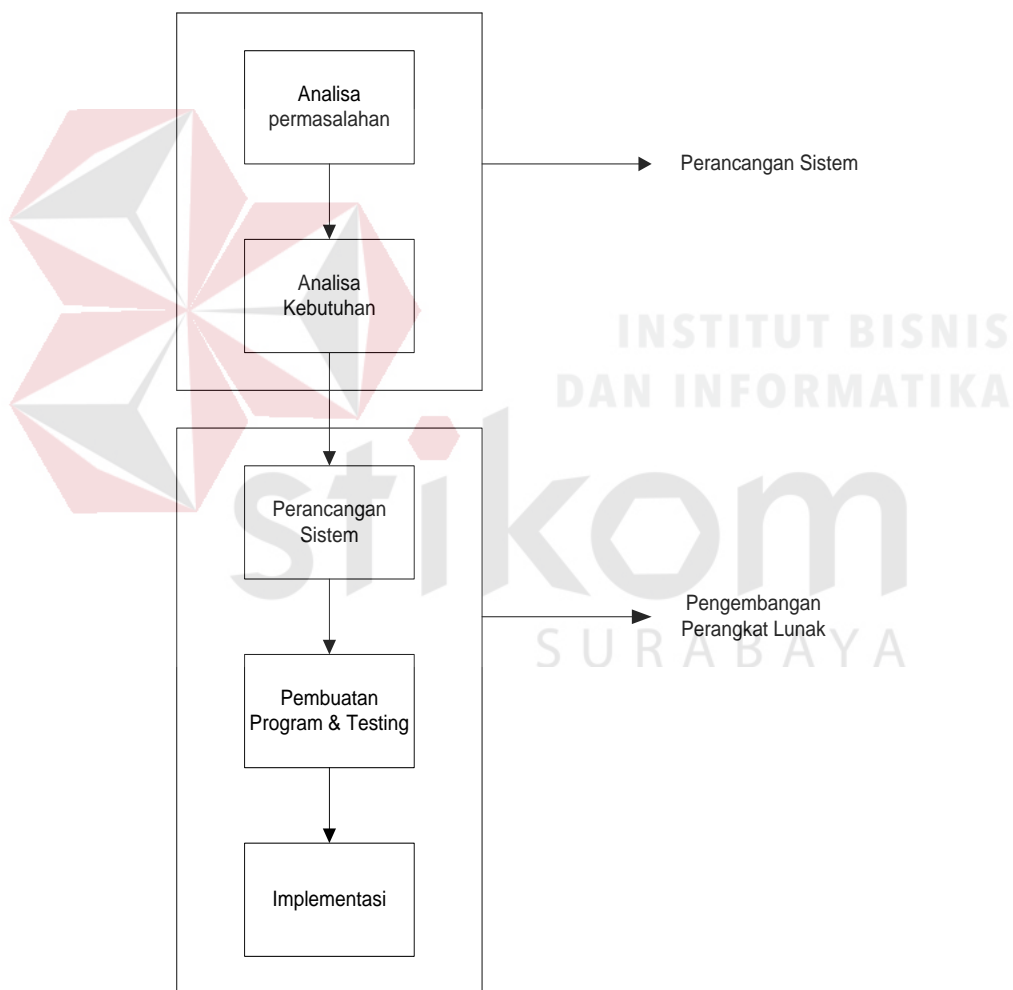 Analisa
permasalahan
Perancangan Sistem
Analisa
Kebutuhan
INSTITUT BISNIS
DAN INFORMATIKA
stikom
SURABAYA
Perancangan
Sistem
Pengembangan
Perangkat Lunak
Pembuatan
Program & Testing
Implementasi